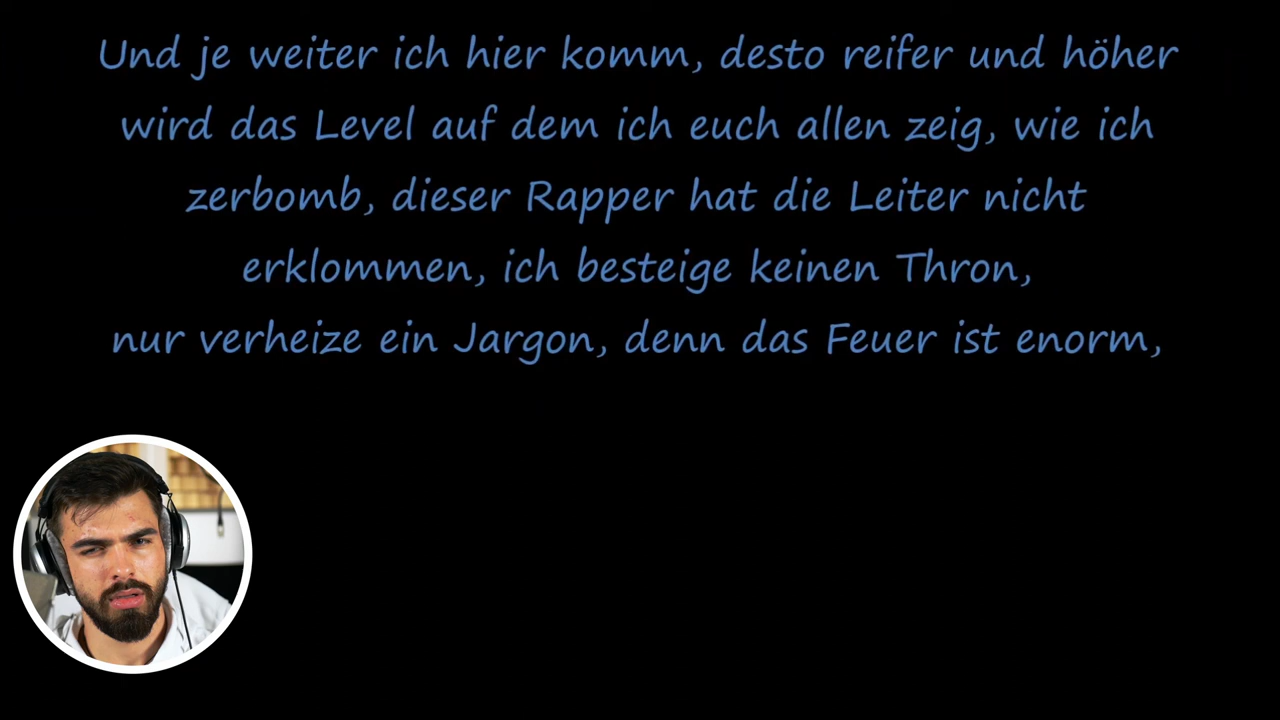 Und je weiter ich hier komm, desto reifer und höher
wird das Level auf dem ich euch allen zeig, wie ich
zerbomb, dieser Rapper hat die Leiter nicht
erklommen, ich besteige keinen Thron,
nur verheize ein Jargon, denn das Feuer ist enorm,